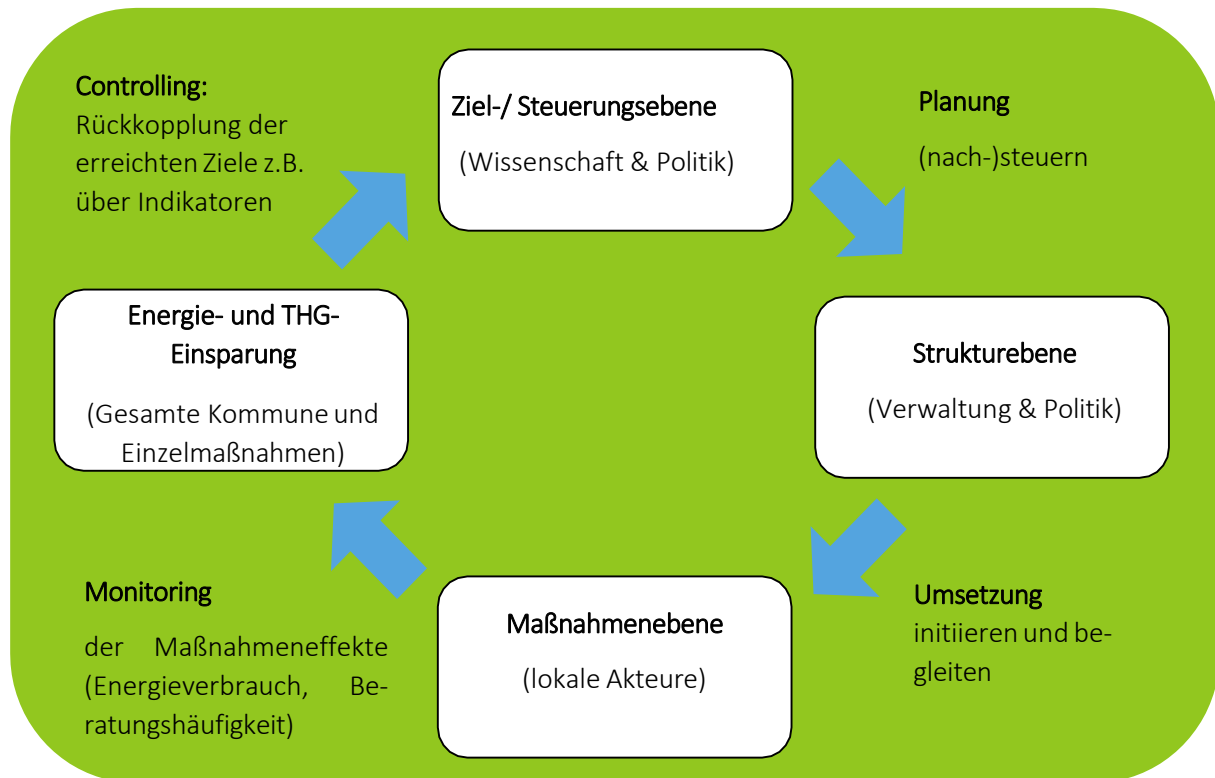 Controlling:
Rückkopplung der
erreichten Ziele z.B.
über Indikatoren
Ziel-/ Steuerungsebene
(Wissenschaft & Politik)
Planung
(nach-)steuern
Energie- und THG-
Einsparung
(Gesamte Kommune und
Einzelmaßnahmen)
Strukturebene
(Verwaltung & Politik)
Monitoring
der Maßnahmeneffekte
(Energieverbrauch, Be-
ratungshäufigkeit)
Maßnahmenebene
(lokale Akteure)
Umsetzung
initiieren und be-
gleiten